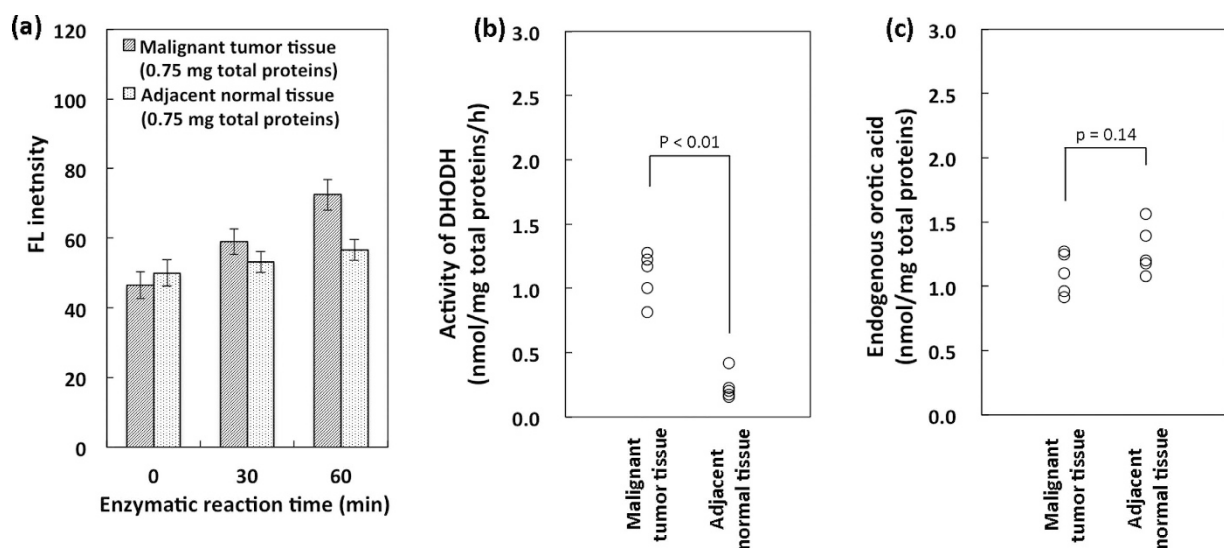 (a)
120
100
80
60
40
20
0
FL inetnsity
Malignant tumor tissue
(0.75 mg total proteins)
Adjacent normal tissue
(0.75 mg total proteins)
0 30 60
Enzymatic reaction time (min)
(b)
3.0
2.5
2.0
1.5
1.0
0.5
0.0
Activity of DHODH
(nmol/mg total proteins/h)
P < 0.01
Malignant
tumor tissue
Adjacent
normal tissue
(c)
3.0
2.5
2.0
1.5
1.0
0.5
0.0
Endogenous orotic acid
(nmol/mg total proteins)
p = 0.14
Malignant
tumor tissue
Adjacent
normal tissue